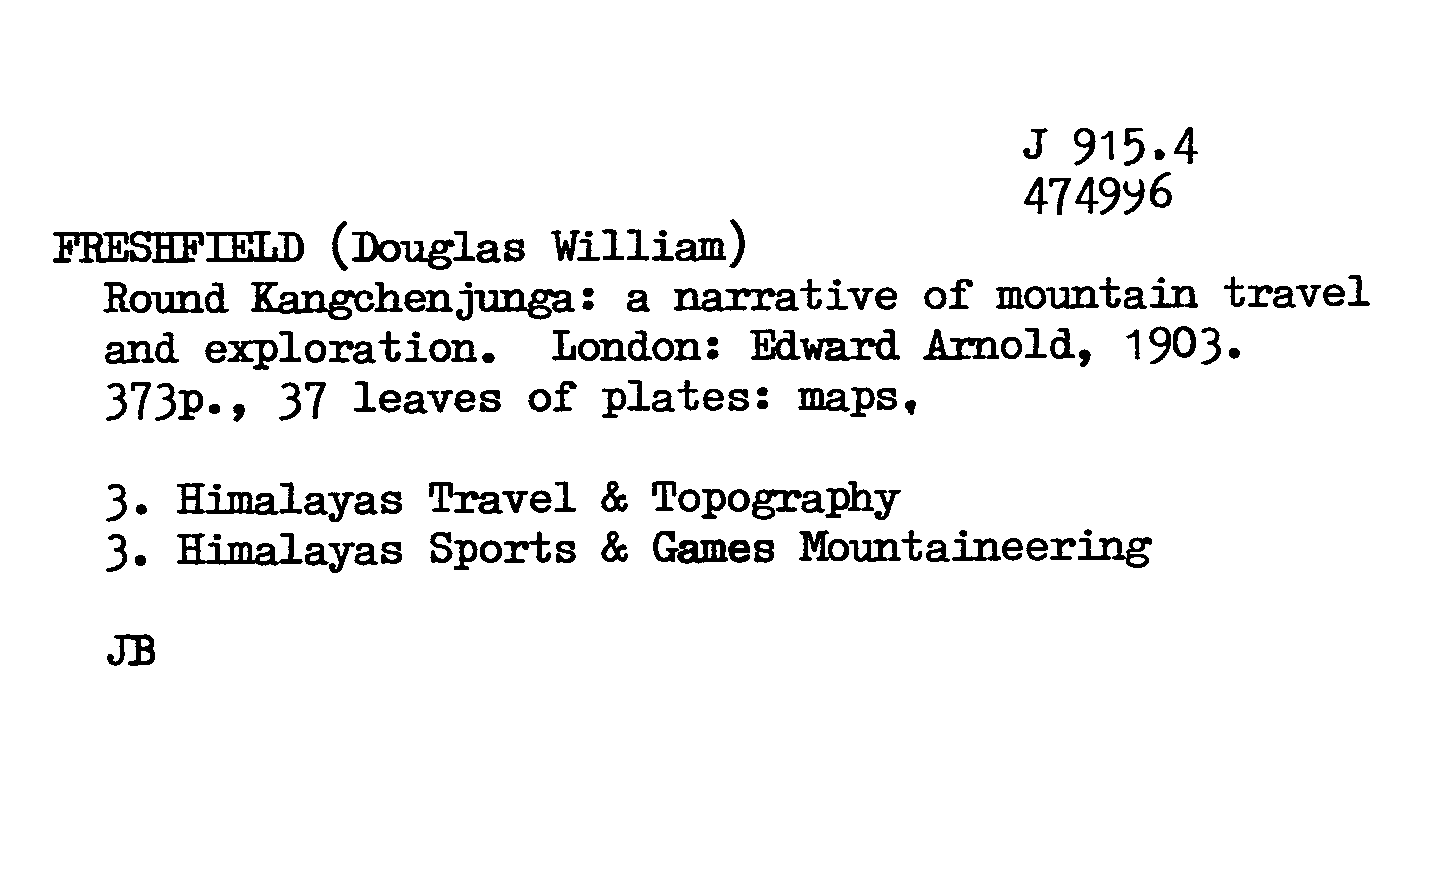 J 915.4
474996
FRESHFIELD (Douglas William)
Round Kangchenjunga: a narrative of mountain travel
and exploration. London: Edward Arnold, 1903.
373p., 37 leaves of plates: maps,
3. Himalayas Travel & Topography
3. Himalayas Sports & Games Mountaineering
JB